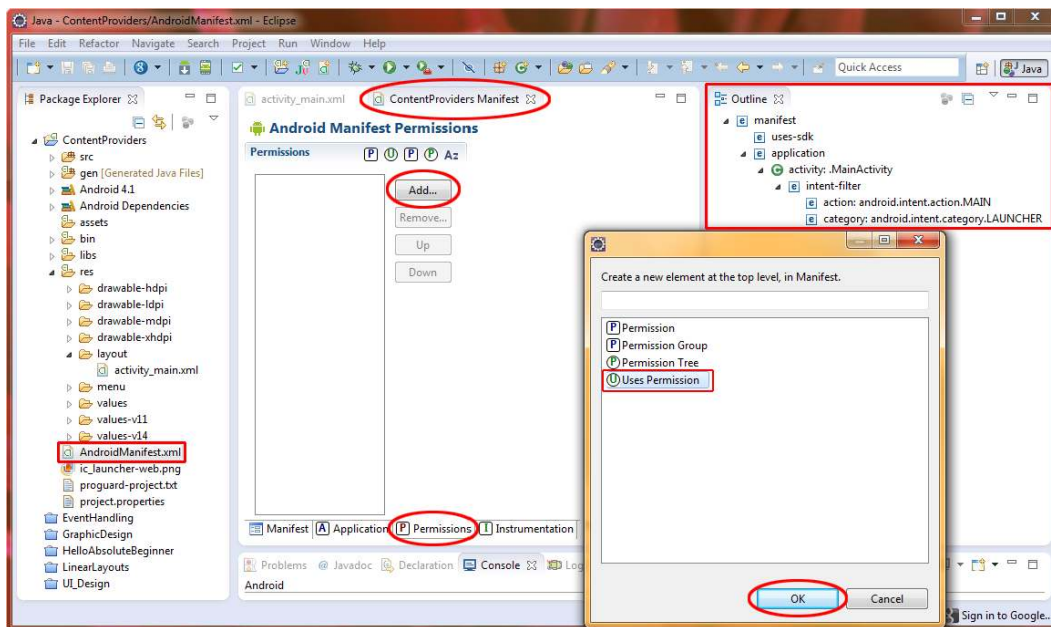 Java - ContentProviders/AndroidManifest.xml - Eclipse
File Edit Refactor Navigate Search Project Run Window Help
Quick Access
Java
Package Explorer
ContentProviders
src
gen [Generated Java Files]
Android 4.1
Android Dependencies
assets
bin
libs
res
drawable-hdpi
drawable-ldpi
drawable-mdpi
drawable-xhdpi
layout
activity_main.xml
menu
values
values-v11
values-v14
AndroidManifest.xml
ic_launcher-web.png
proguard-project.txt
project.properties
EventHandling
GraphicDesign
HelloAbsoluteBeginner
LinearLayouts
UI_Design
activity_main.xml
ContentProviders Manifest
Android Manifest Permissions
Permissions
P U P P Az
Add...
Remove...
Up
Down
Manifest
A Application
P Permissions
I Instrumentation
Problems @ Javadoc Declaration Console Log
Android
Outline
e manifest
e uses-sdk
e application
activity: .MainActivity
e intent-filter
e action: android.intent.action.MAIN
e category: android.intent.category.LAUNCHER
Create a new element at the top level, in Manifest.
P Permission
P Permission Group
P Permission Tree
U Uses Permission
OK
Cancel
Sign in to Google...